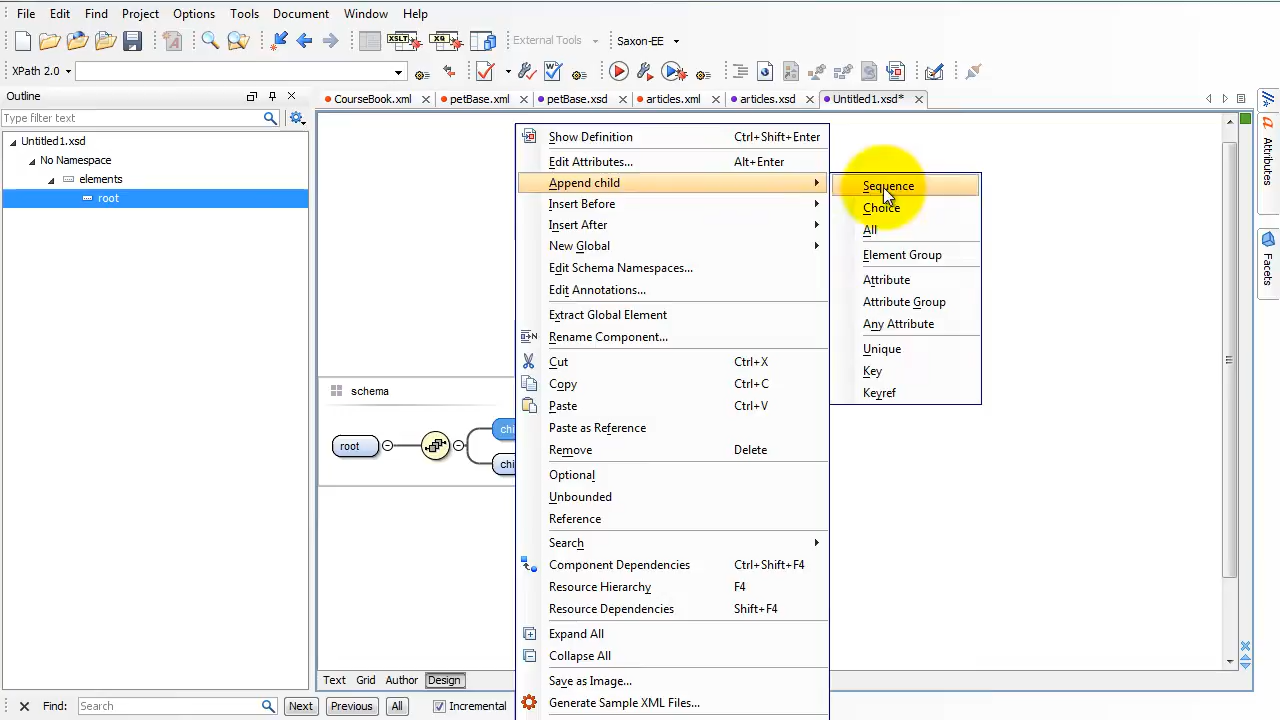 File Edit Find Project Options Tools Document Window Help
XSLT XQ External Tools Saxon-EE
XPath 2.0
Outline
CourseBook.xml petBase.xml petBase.xsd articles.xml articles.xsd Untitled1.xsd*
Type filter text
Untitled1.xsd
No Namespace
elements
root
Show Definition Ctrl+Shift+Enter
Edit Attributes... Alt+Enter
Append child
Insert Before
Insert After
New Global
Edit Schema Namespaces...
Edit Annotations...
Extract Global Element
Rename Component...
Cut Ctrl+X
Copy Ctrl+C
Paste Ctrl+V
Paste as Reference
Remove Delete
Optional
Unbounded
Reference
Search
Component Dependencies Ctrl+Shift+F4
Resource Hierarchy F4
Resource Dependencies Shift+F4
Expand All
Collapse All
Save as Image...
Generate Sample XML Files...
Sequence
Choice
All
Element Group
Attribute
Attribute Group
Any Attribute
Unique
Key
Keyref
schema
root
chi
chi
Attributes
Facets
Text Grid Author Design
Find: Search Next Previous All Incremental